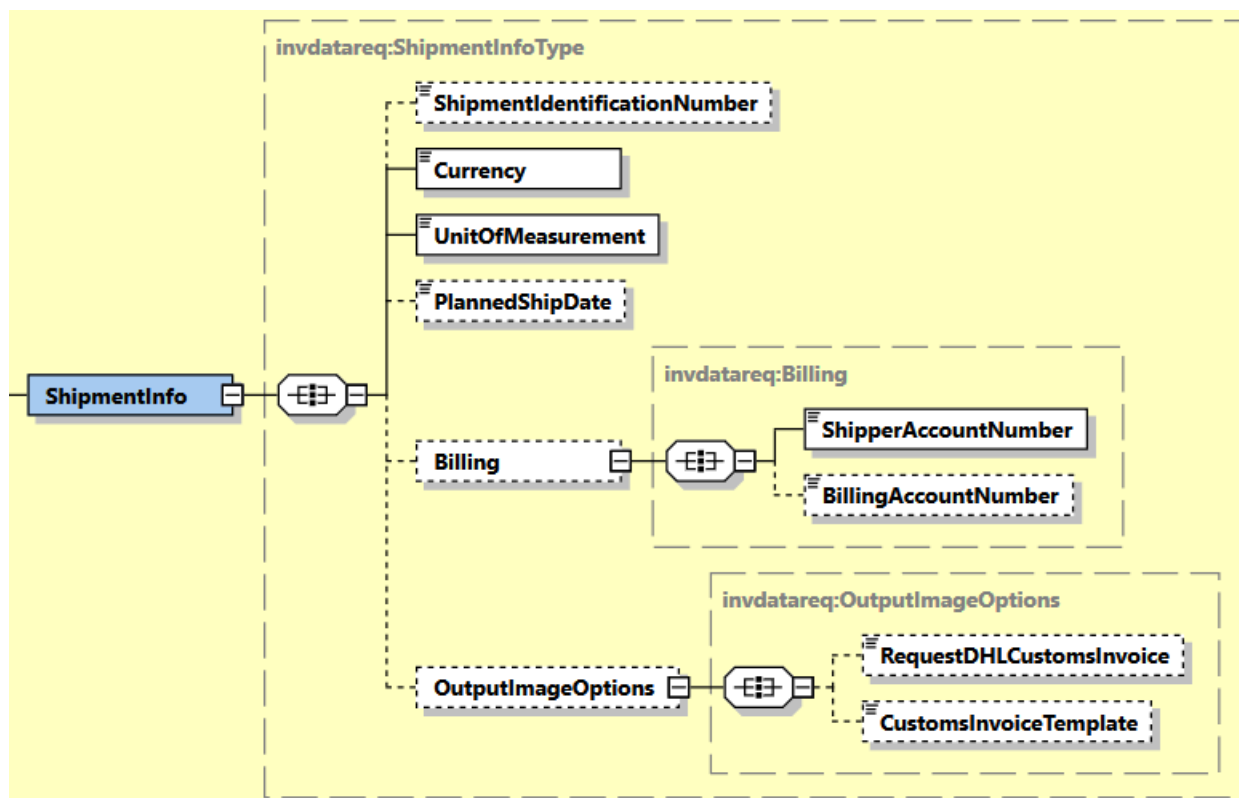 invdatareq:ShipmentInfoType
ShipmentIdentificationNumber
Currency
UnitOfMeasurement
PlannedShipDate
ShipmentInfo
invdatareq:Billing
ShipperAccountNumber
Billing
BillingAccountNumber
invdatareq:OutputImageOptions
RequestDHLCustomsInvoice
OutputImageOptions
CustomsInvoiceTemplate